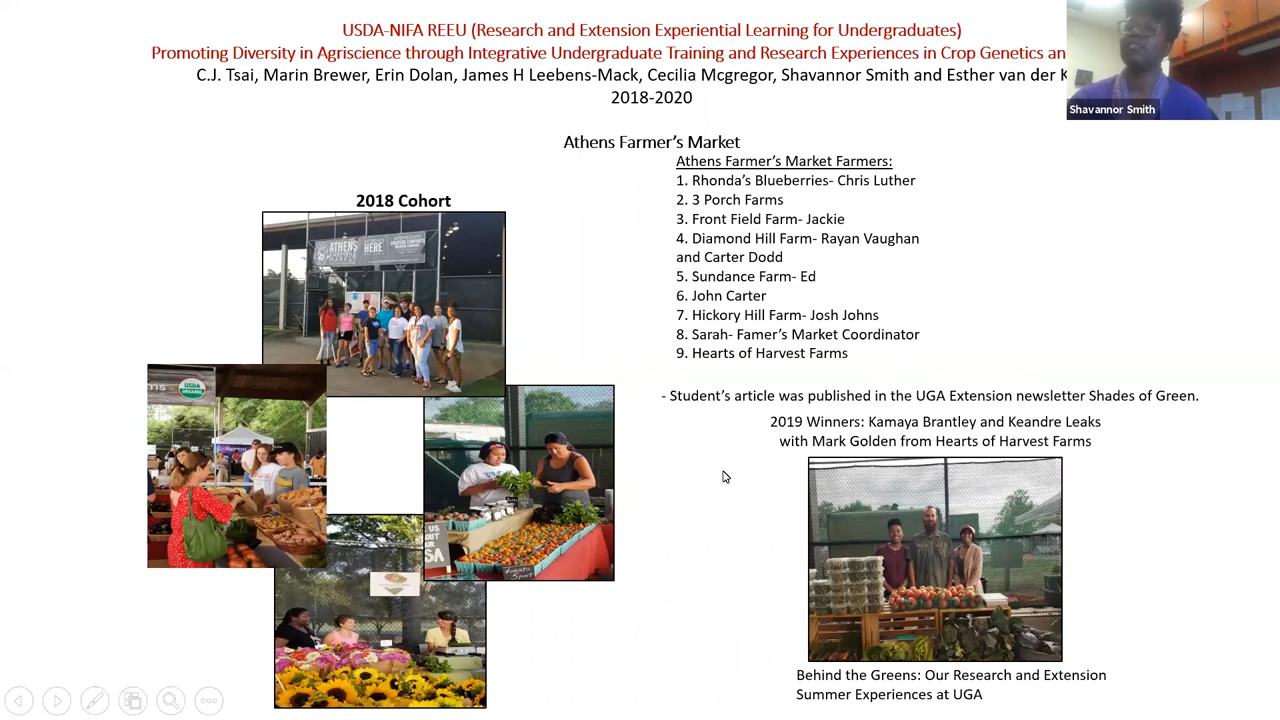 USDA-NIFA REEU (Research and Extension Experiential Learning for Undergraduates)
Promoting Diversity in Agriscience through Integrative Undergraduate Training and Research Experiences in Crop Genetics
C.J. Tsai, Marin Brewer, Erin Dolan, James H Leebens-Mack, Cecilia Mcgregor, Shavannor Smith and Esther van der
2018-2020
Shavannor Smith
Athens Farmer's Market
Athens Farmer's Market Farmers:
1. Rhonda's Blueberries- Chris Luther
2. 3 Porch Farms
3. Front Field Farm- Jackie
4. Diamond Hill Farm- Rayan Vaughan
and Carter Dodd
5. Sundance Farm- Ed
6. John Carter
7. Hickory Hill Farm- Josh Johns
8. Sarah- Famer's Market Coordinator
9. Hearts of Harvest Farms
2018 Cohort
ATHENS
HERE
USDA
ORGANIC
- Student's article was published in the UGA Extension newsletter Shades of Green.
2019 Winners: Kamaya Brantley and Keandre Leaks
with Mark Golden from Hearts of Harvest Farms
Behind the Greens: Our Research and Extension
Summer Experiences at UGA